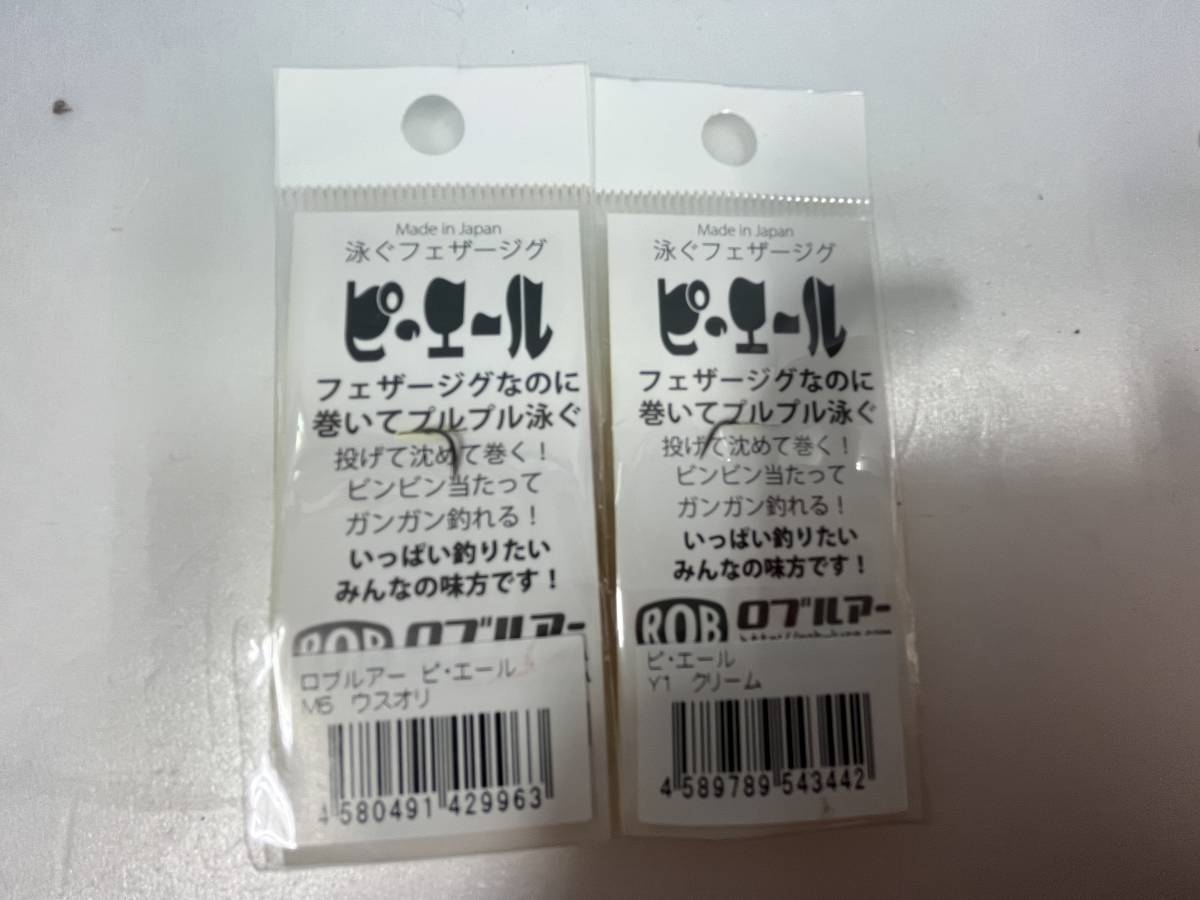 Made in Japan
泳ぐフェザージグ
ピ・エール
フェザージグなのに
巻いてプルプル泳ぐ
投げて沈めて巻く！
ビンビン当たって
ガンガン釣れる！
いっぱい釣りたい
みんなの味方です！
ROB ロブルアー
ロブルアー ピ・エール
M5 ウスオリ
4 580491 429963
Made in Japan
泳ぐフェザージグ
ピ・エール
フェザージグなのに
巻いてプルプル泳ぐ
投げて沈めて巻く！
ビンビン当たって
ガンガン釣れる！
いっぱい釣りたい
みんなの味方です！
ROB ロブルアー
ピ・エール
Y1 クリーム
4 589789 543442